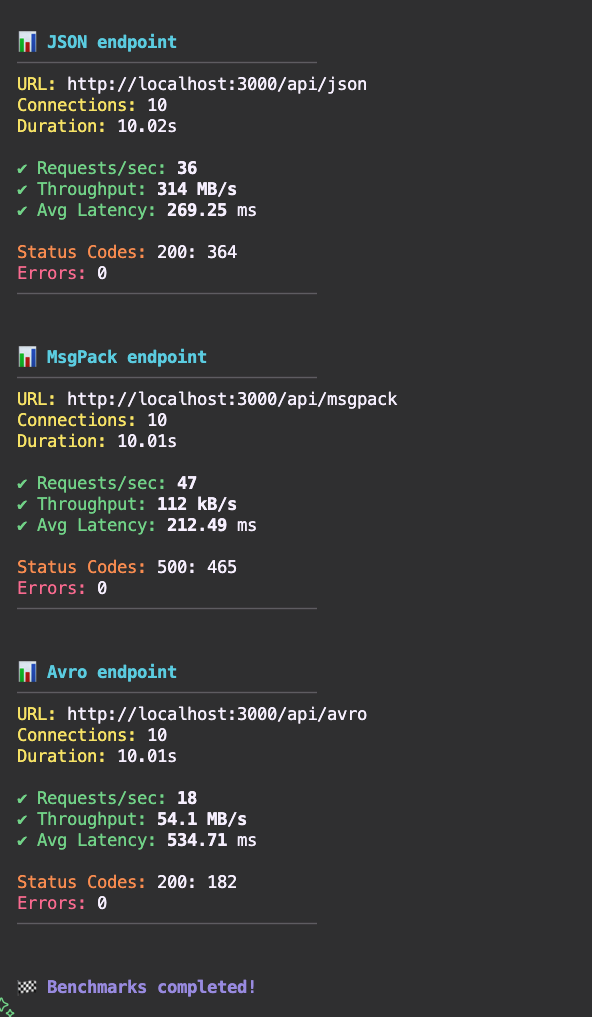 📊 JSON endpoint
URL: http://localhost:3000/api/json
Connections: 10
Duration: 10.02s
✔ Requests/sec: 36
✔ Throughput: 314 MB/s
✔ Avg Latency: 269.25 ms
Status Codes: 200: 364
Errors: 0
📊 MsgPack endpoint
URL: http://localhost:3000/api/msgpack
Connections: 10
Duration: 10.01s
✔ Requests/sec: 47
✔ Throughput: 112 kB/s
✔ Avg Latency: 212.49 ms
Status Codes: 500: 465
Errors: 0
📊 Avro endpoint
URL: http://localhost:3000/api/avro
Connections: 10
Duration: 10.01s
✔ Requests/sec: 18
✔ Throughput: 54.1 MB/s
✔ Avg Latency: 534.71 ms
Status Codes: 200: 182
Errors: 0
🏁 Benchmarks completed!